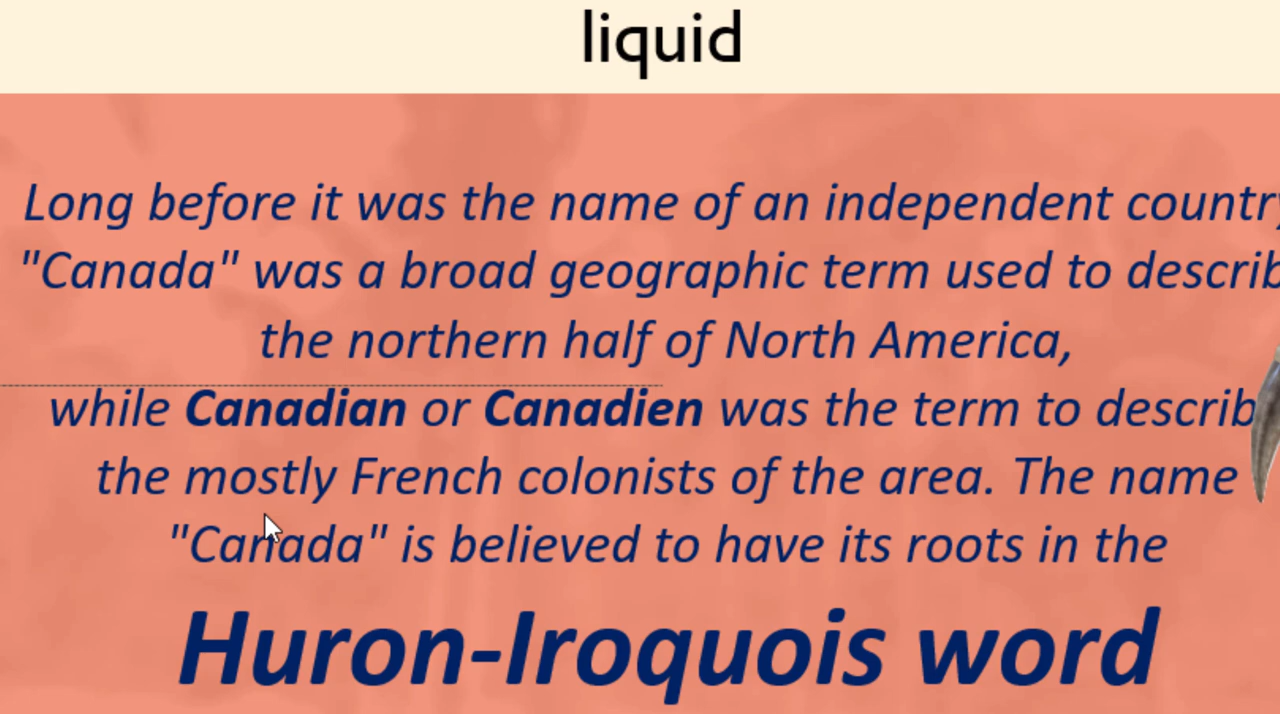 liquid
Long before it was the name of an independent country
"Canada" was a broad geographic term used to describ
the northern half of North America,
while Canadian or Canadien was the term to describ
the mostly French colonists of the area. The name
"Canada" is believed to have its roots in the
Huron-Iroquois word